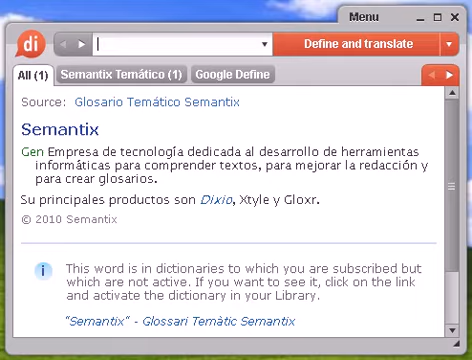 Menu
di
Define and translate
All (1)
Semantix Temático (1)
Google Define
Source: Glosario Temático Semantix
Semantix
Gen Empresa de tecnología dedicada al desarrollo de herramientas
informáticas para comprender textos, para mejorar la redacción y
para crear glosarios.
Su principales productos son Dixio, Xtyle y Gloxr.
© 2010 Semantix
i
This word is in dictionaries to which you are subscribed but
which are not active. If you want to see it, click on the link
and activate the dictionary in your Library.
"Semantix" - Glossari Temàtic Semantix